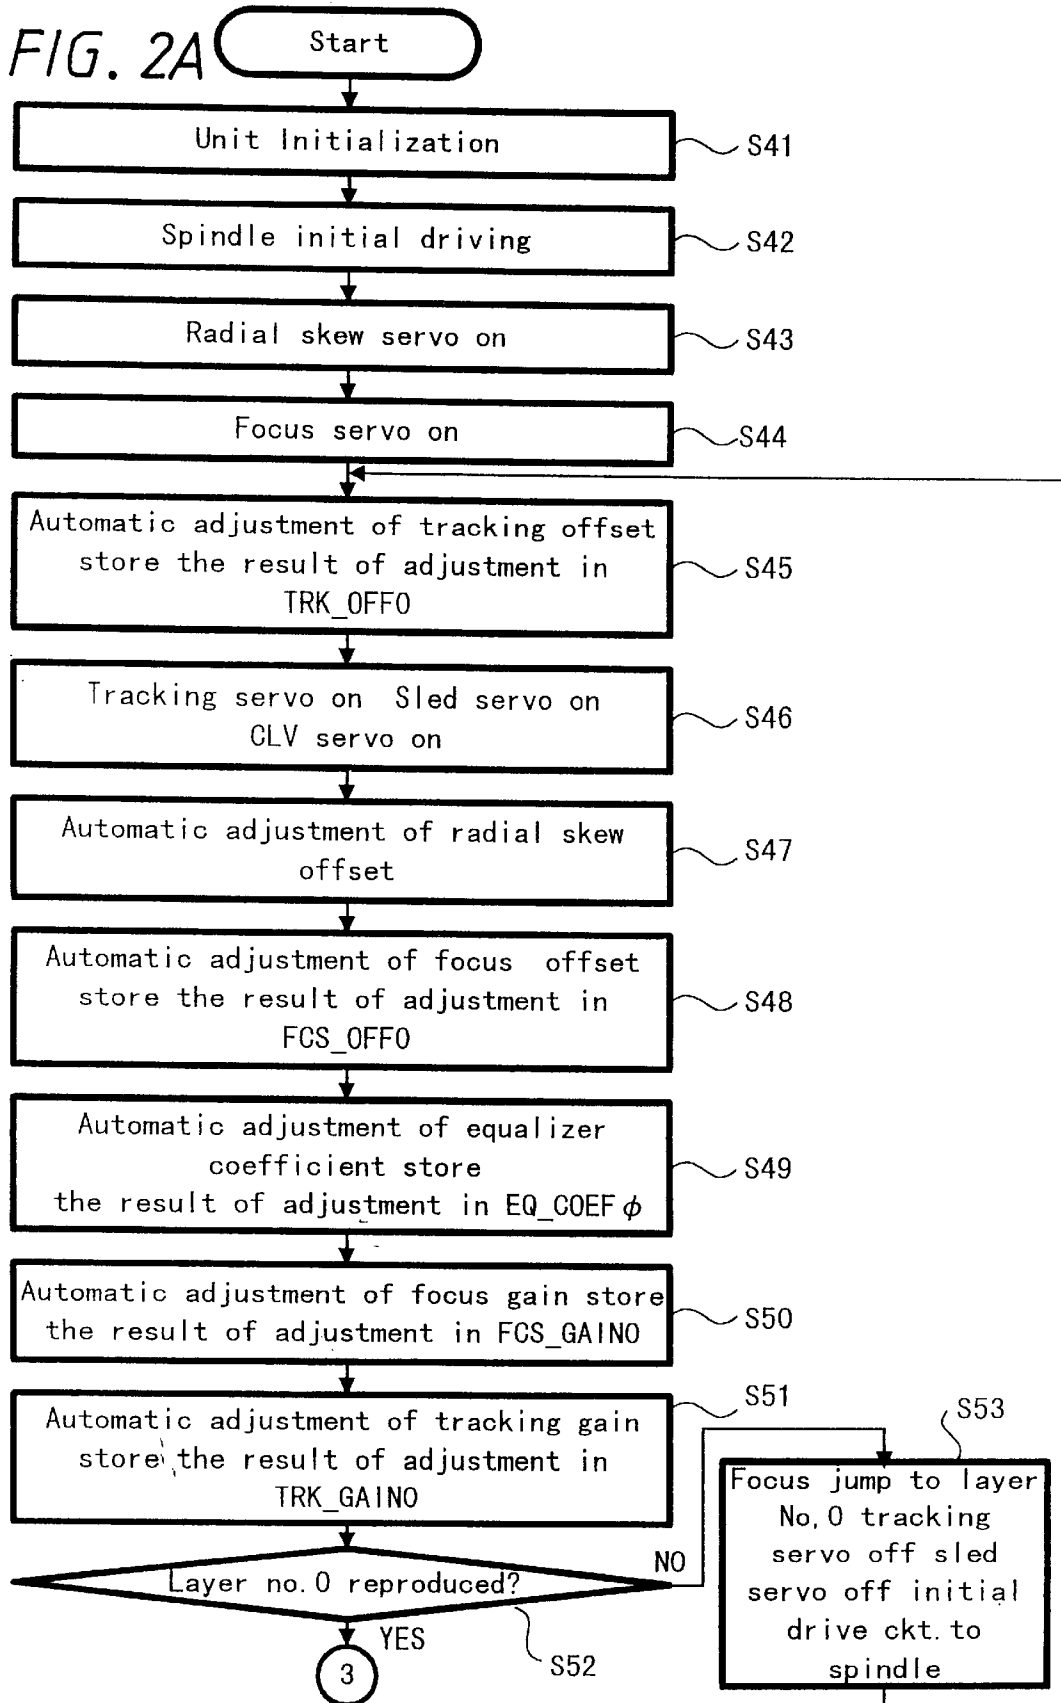 FIG. 2A
Start
Unit Initialization
S41
Spindle initial driving
S42
Radial skew servo on
S43
Focus servo on
S44
Automatic adjustment of tracking offset
store the result of adjustment in
TRK_OFF0
S45
Tracking servo on Sled servo on
CLV servo on
S46
Automatic adjustment of radial skew
offset
S47
Automatic adjustment of focus offset
store the result of adjustment in
FCS_OFF0
S48
Automatic adjustment of equalizer
coefficient store
the result of adjustment in EQ_COEFφ
S49
Automatic adjustment of focus gain store
the result of adjustment in FCS_GAIN0
S50
Automatic adjustment of tracking gain
store the result of adjustment in
TRK_GAIN0
S51
Layer no.0 reproduced?
NO
YES
S52
3
S53
Focus jump to layer
No,0 tracking
servo off sled
servo off initial
drive ckt.to
spindle